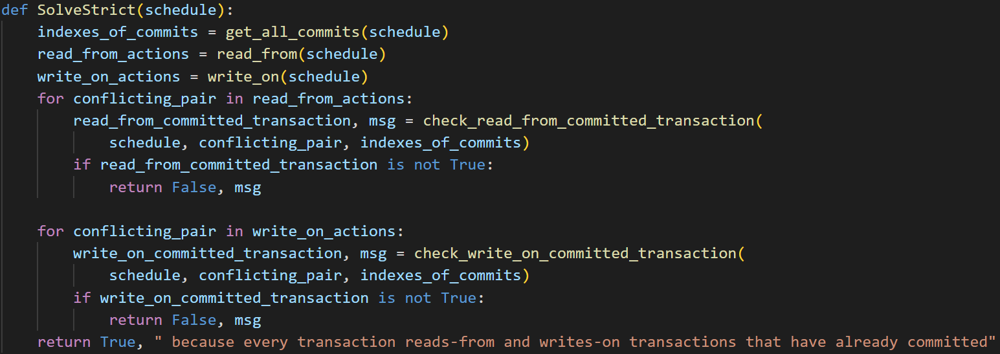 def SolveStrict(schedule):
    indexes_of_commits = get_all_commits(schedule)
    read_from_actions = read_from(schedule)
    write_on_actions = write_on(schedule)
    for conflicting_pair in read_from_actions:
        read_from_committed_transaction, msg = check_read_from_committed_transaction(
            schedule, conflicting_pair, indexes_of_commits)
        if read_from_committed_transaction is not True:
            return False, msg

    for conflicting_pair in write_on_actions:
        write_on_committed_transaction, msg = check_write_on_committed_transaction(
            schedule, conflicting_pair, indexes_of_commits)
        if write_on_committed_transaction is not True:
            return False, msg
    return True, " because every transaction reads-from and writes-on transactions that have already committed"